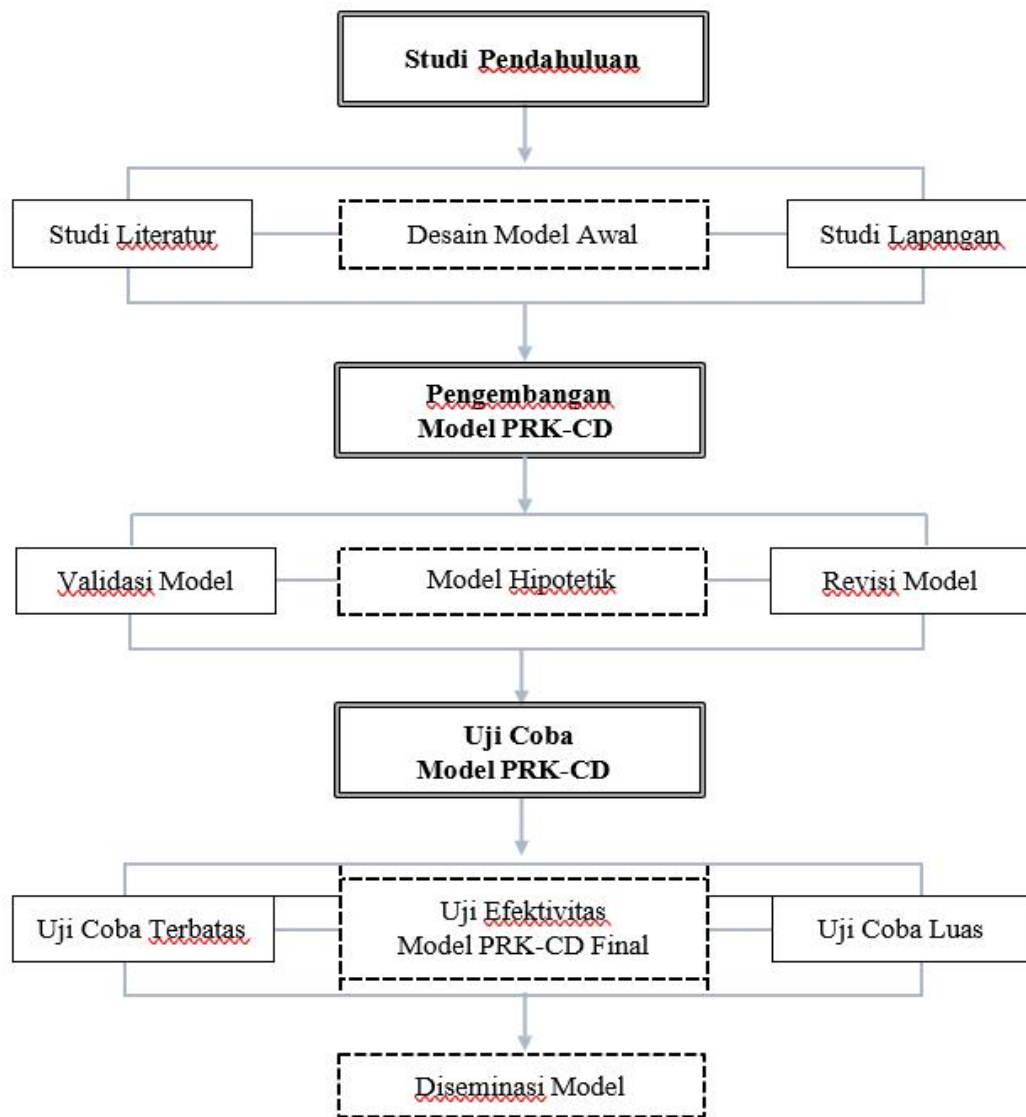 Studi Pendahuluan
Studi Literatur
Desain Model Awal
Studi Lapangan
Pengembangan
Model PRK-CD
Validasi Model
Model Hipotetik
Revisi Model
Uji Coba
Model PRK-CD
Uji Coba Terbatas
Uji Efektivitas
Model PRK-CD Final
Uji Coba Luas
Diseminasi Model